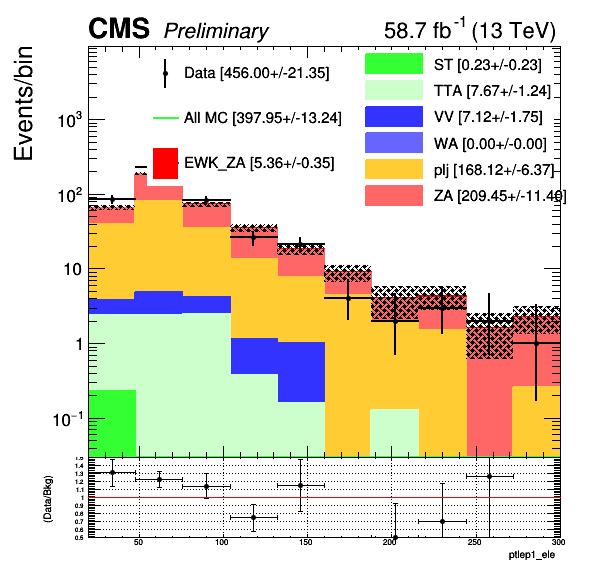 CMS Preliminary 58.7 fb⁻¹ (13 TeV)
Events/bin
Data [456.00+/-21.35]
All MC [397.95+/-13.24]
EWK_ZA [5.36+/-0.35]
ST [0.23+/-0.23]
TTA [7.67+/-1.24]
VV [7.12+/-1.75]
WA [0.00+/-0.00]
plj [168.12+/-6.37]
ZA [209.45+/-11.40]
10³
10²
10
1
10⁻¹
(Data/Bkg)
1.5
1.4
1.3
1.2
1.1
1
0.9
0.8
0.7
0.6
0.5
50 100 150 200 250 300
ptlep1_ele